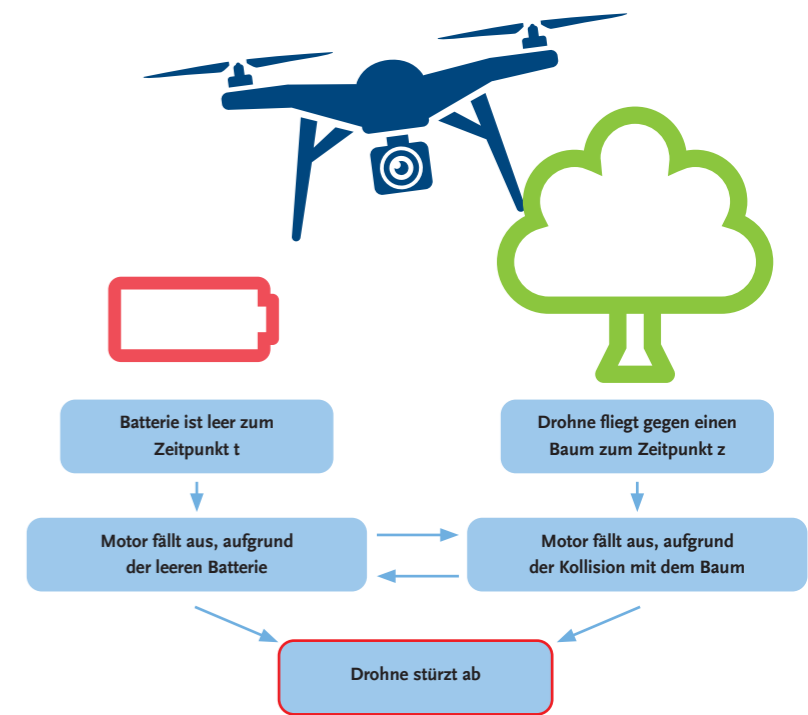 Batterie ist leer zum
Zeitpunkt t
Drohne fliegt gegen einen
Baum zum Zeitpunkt z
Motor fällt aus, aufgrund
der leeren Batterie
Motor fällt aus, aufgrund
der Kollision mit dem Baum
Drohne stürzt ab